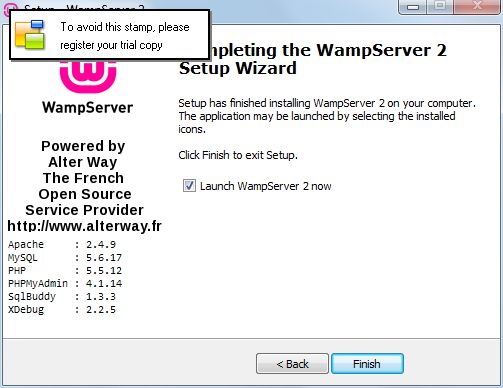 Setup - WampServer 2
To avoid this stamp, please
register your trial copy
WampServer
Powered by
Alter Way
The French
Open Source
Service Provider
http://www.alterway.fr
Apache : 2.4.9
MySQL : 5.6.17
PHP : 5.5.12
PHPMyAdmin : 4.1.14
SqlBuddy : 1.3.3
XDebug : 2.2.5
Completing the WampServer 2
Setup Wizard
Setup has finished installing WampServer 2 on your computer.
The application may be launched by selecting the installed
icons.
Click Finish to exit Setup.
Launch WampServer 2 now
< Back
Finish